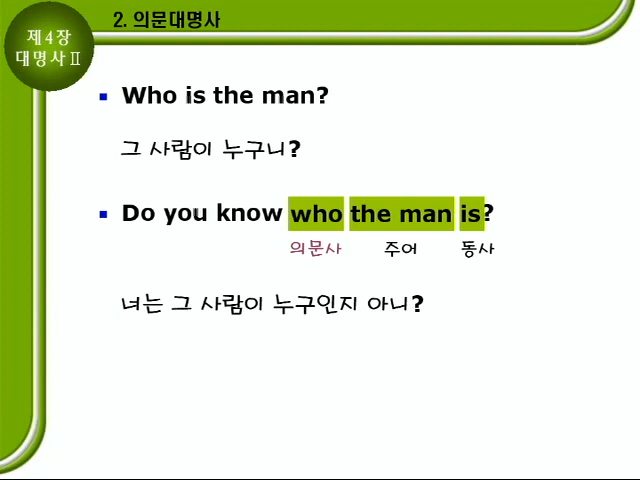 제4장
대명사Ⅱ
2. 의문대명사
Who is the man?
그 사람이 누구니?
Do you know who the man is?
의문사 주어 동사
너는 그 사람이 누구인지 아니?